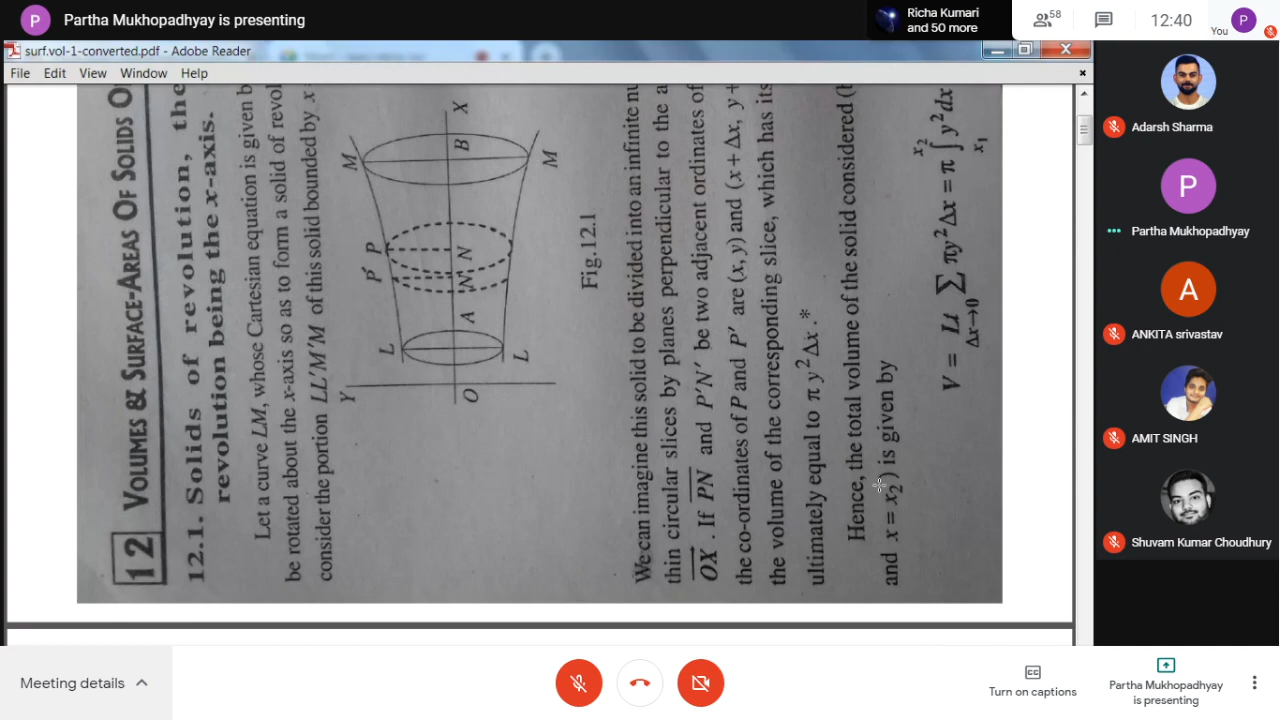 Partha Mukhopadhyay is presenting
Richa Kumari
and 50 more
58
12:40
You
surf.vol-1-converted.pdf - Adobe Reader
File Edit View Window Help
12 VOLUMES & SURFACE-AREAS OF SOLIDS O
12.1. Solids of revolution, the
revolution being the x-axis.
Let a curve LM, whose Cartesian equation is given b
be rotated about the x-axis so as to form a solid of revol
consider the portion LL'M'M of this solid bounded by x
Y
O
L
L
A
P'
P
N
N
M
M
B
X
Fig.12.1
We can imagine this solid to be divided into an infinite nu
thin circular slices by planes perpendicular to the a
OX . If PN and P'N' be two adjacent ordinates of
the co-ordinates of P and P' are (x, y) and (x + Δx, y +
the volume of the corresponding slice, which has its
ultimately equal to π y² Δx .*
Hence, the total volume of the solid considered (b
and x = x₂ ) is given by
V = Lt Δx→0 ∑ πy² Δx = π ∫ x₁ x₂ y² dx
Adarsh Sharma
P
Partha Mukhopadhyay
A
ANKITA srivastav
AMIT SINGH
Shuvam Kumar Choudhury
Meeting details
Turn on captions
Partha Mukhopadhyay
is presenting